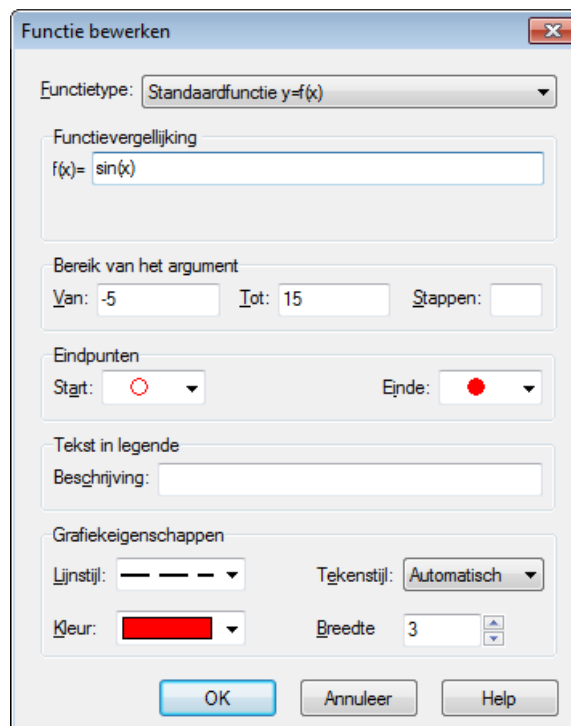 Functie bewerken
Functietype: Standaardfunctie y=f(x)
Functievergellijking
f(x)= sin(x)
Bereik van het argument
Van: -5 Tot: 15 Stappen:
Eindpunten
Start: Einde:
Tekst in legende
Beschrijving:
Grafiekeigenschappen
Lijnstijl: Tekenstijl: Automatisch
Kleur: Breedte 3
OK Annuleer Help